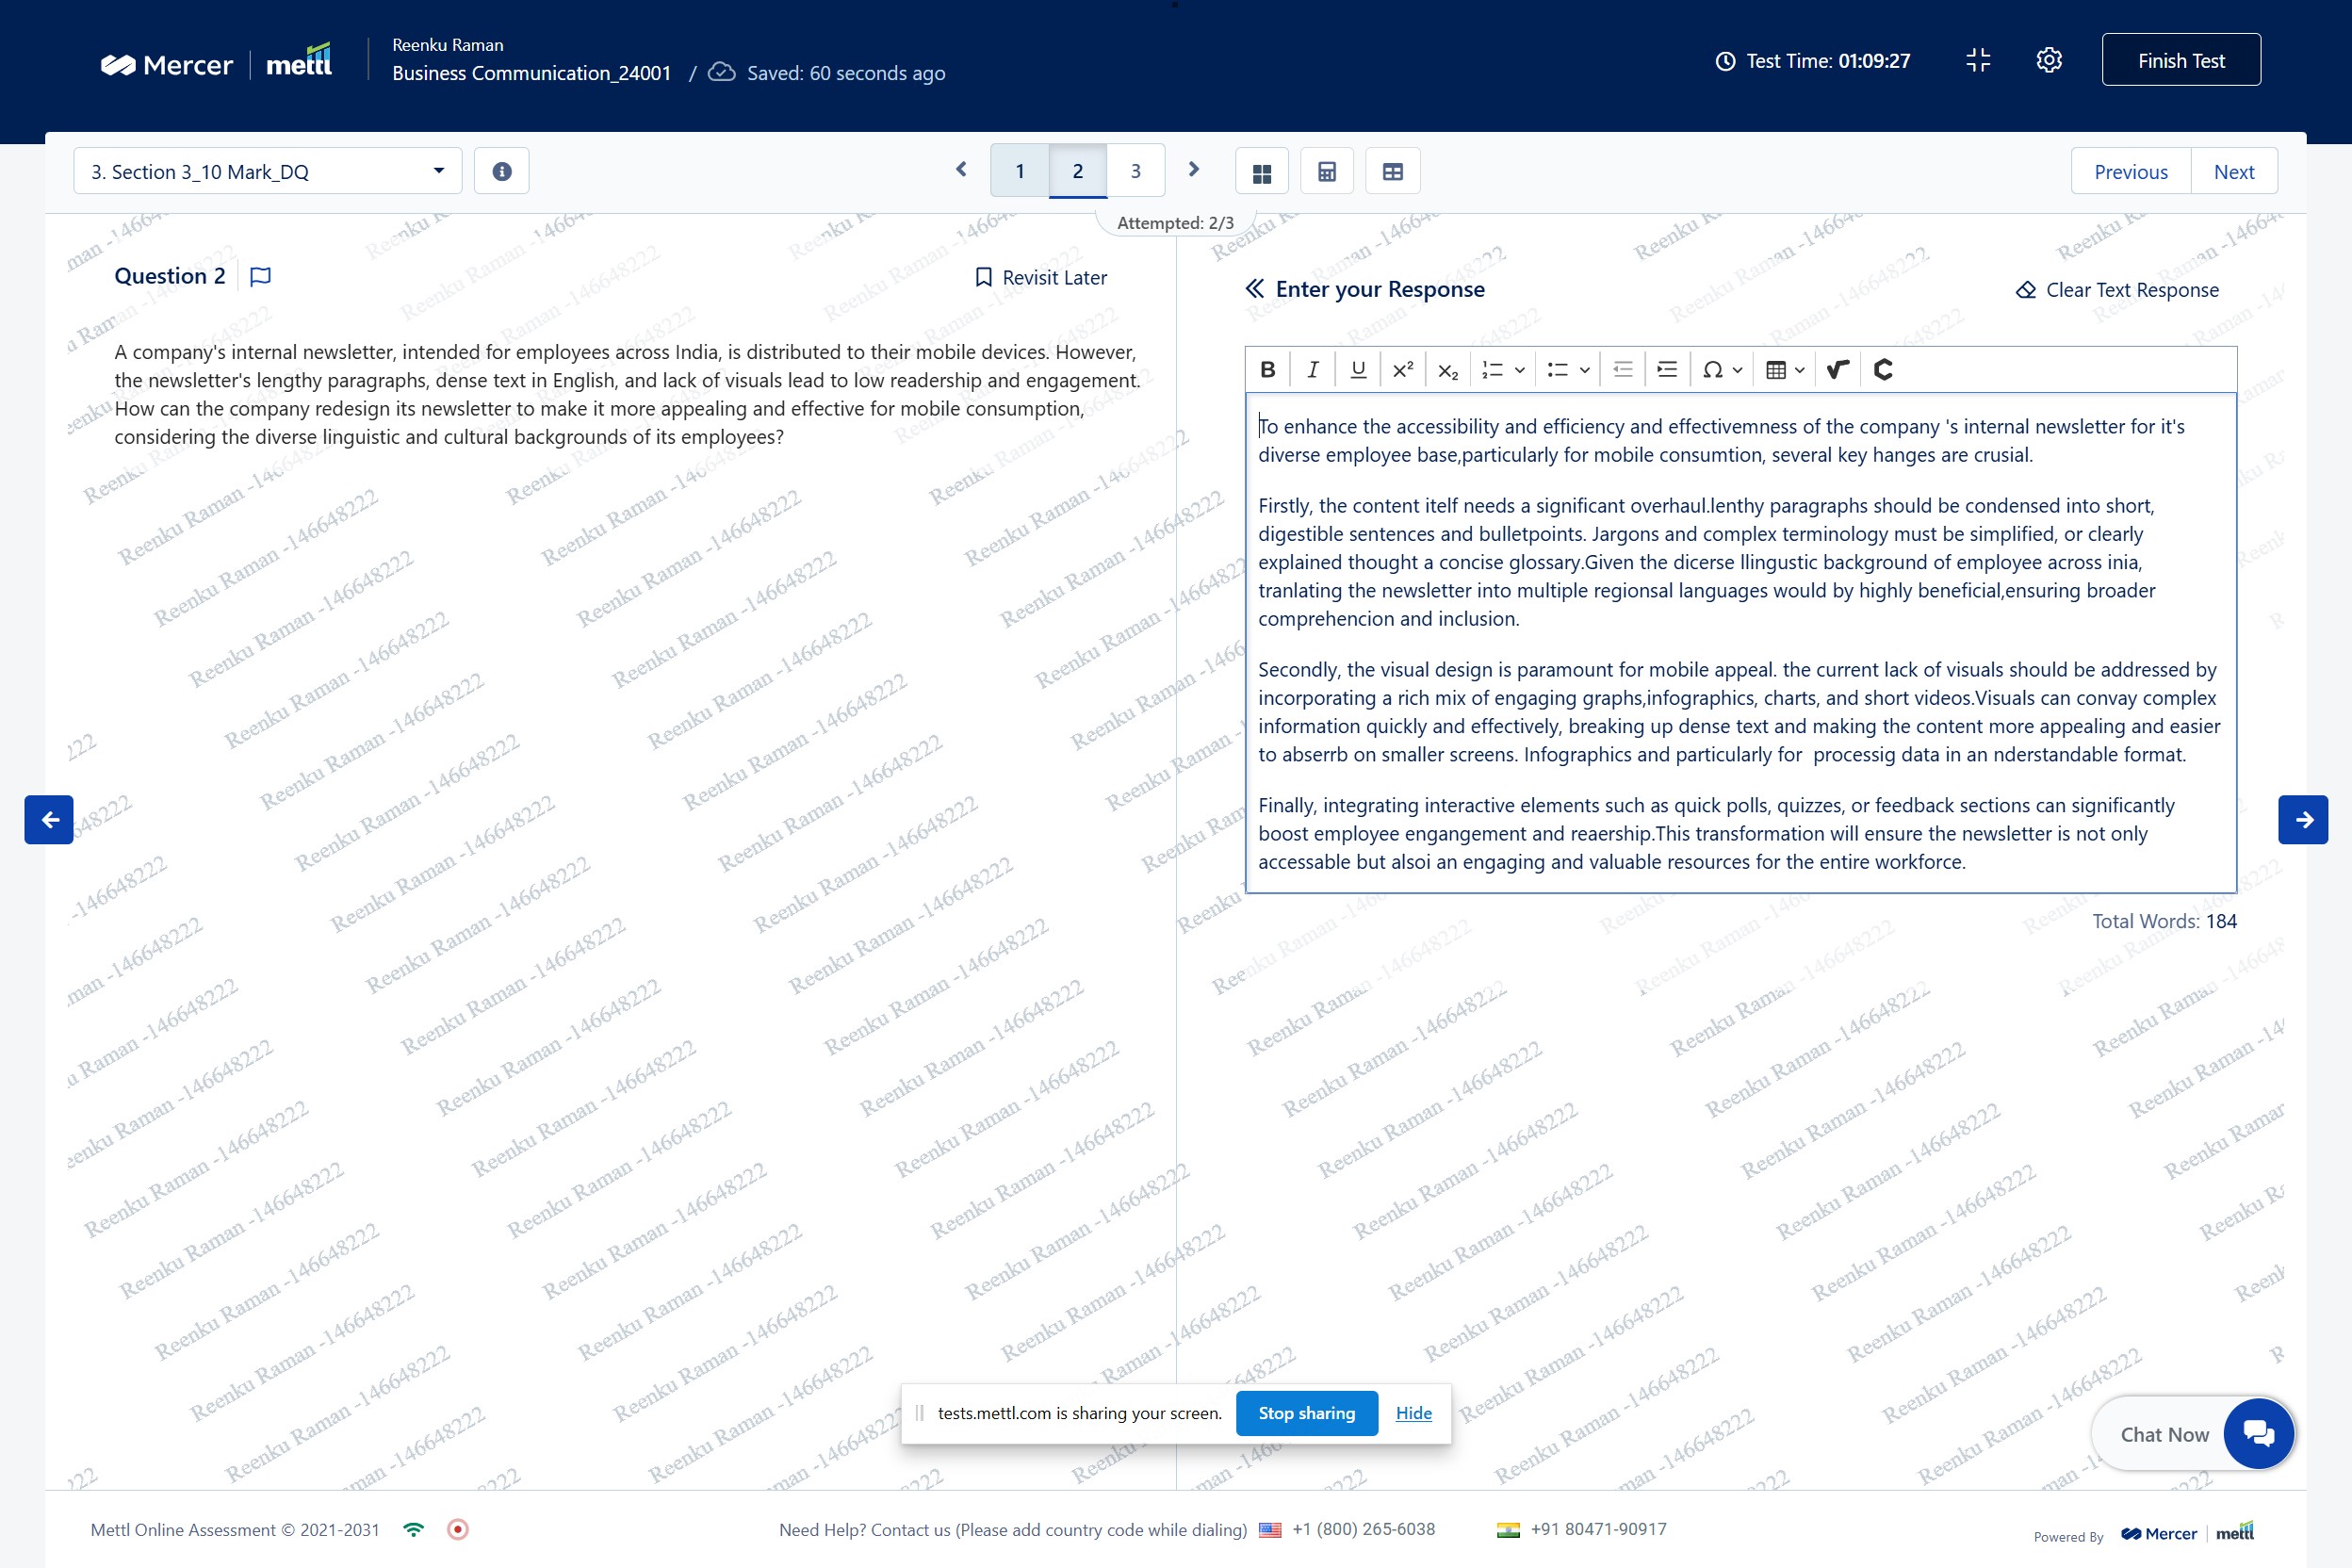 Mercer | mettl
Reenku Raman
Business Communication_24001 / Saved: 60 seconds ago
Test Time: 01:09:27
Finish Test
3. Section 3_10 Mark_DQ
1 2 3
Previous Next
Attempted: 2/3
Question 2
Revisit Later
A company's internal newsletter, intended for employees across India, is distributed to their mobile devices. However,
the newsletter's lengthy paragraphs, dense text in English, and lack of visuals lead to low readership and engagement.
How can the company redesign its newsletter to make it more appealing and effective for mobile consumption,
considering the diverse linguistic and cultural backgrounds of its employees?
Enter your Response
Clear Text Response
To enhance the accessibility and efficiency and effectivemness of the company 's internal newsletter for it's
diverse employee base,particularly for mobile consumtion, several key hanges are crusial.
Firstly, the content itelf needs a significant overhaul.lenthy paragraphs should be condensed into short,
digestible sentences and bulletpoints. Jargons and complex terminology must be simplified, or clearly
explained thought a concise glossary.Given the dicerse llingustic background of employee across inia,
tranlating the newsletter into multiple regionsal languages would by highly beneficial,ensuring broader
comprehencion and inclusion.
Secondly, the visual design is paramount for mobile appeal. the current lack of visuals should be addressed by
incorporating a rich mix of engaging graphs,infographics, charts, and short videos.Visuals can convay complex
information quickly and effectively, breaking up dense text and making the content more appealing and easier
to abserrb on smaller screens. Infographics and particularly for  processig data in an nderstandable format.
Finally, integrating interactive elements such as quick polls, quizzes, or feedback sections can significantly
boost employee engangement and reaership.This transformation will ensure the newsletter is not only
accessable but alsoi an engaging and valuable resources for the entire workforce.
Total Words: 184
Reenku Raman -146648222
tests.mettl.com is sharing your screen. Stop sharing Hide
Chat Now
Mettl Online Assessment © 2021-2031
Need Help? Contact us (Please add country code while dialing) +1 (800) 265-6038 +91 80471-90917
Powered By Mercer | mettl